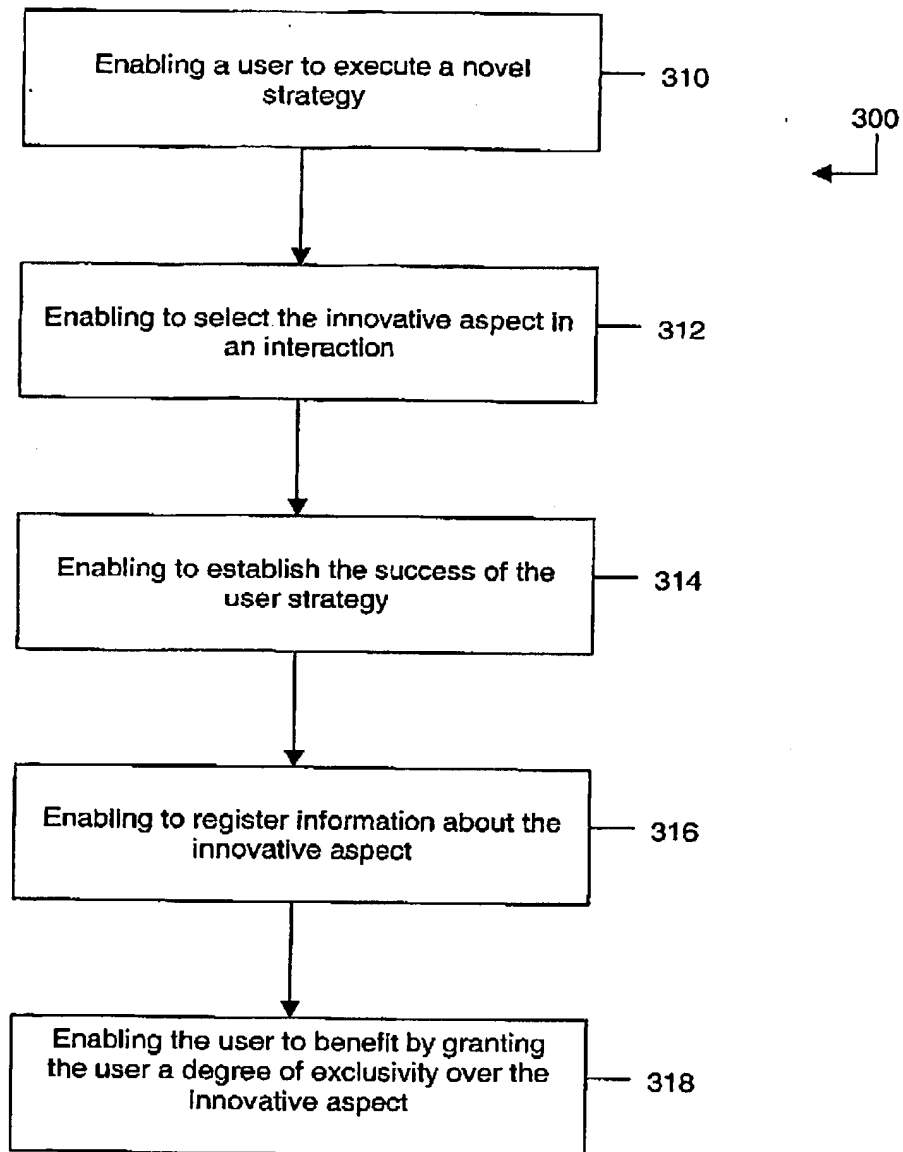 Enabling a user to execute a novel
strategy
310
300
Enabling to select the innovative aspect in
an interaction
312
Enabling to establish the success of the
user strategy
314
Enabling to register information about the
innovative aspect
316
Enabling the user to benefit by granting
the user a degree of exclusivity over the
innovative aspect
318